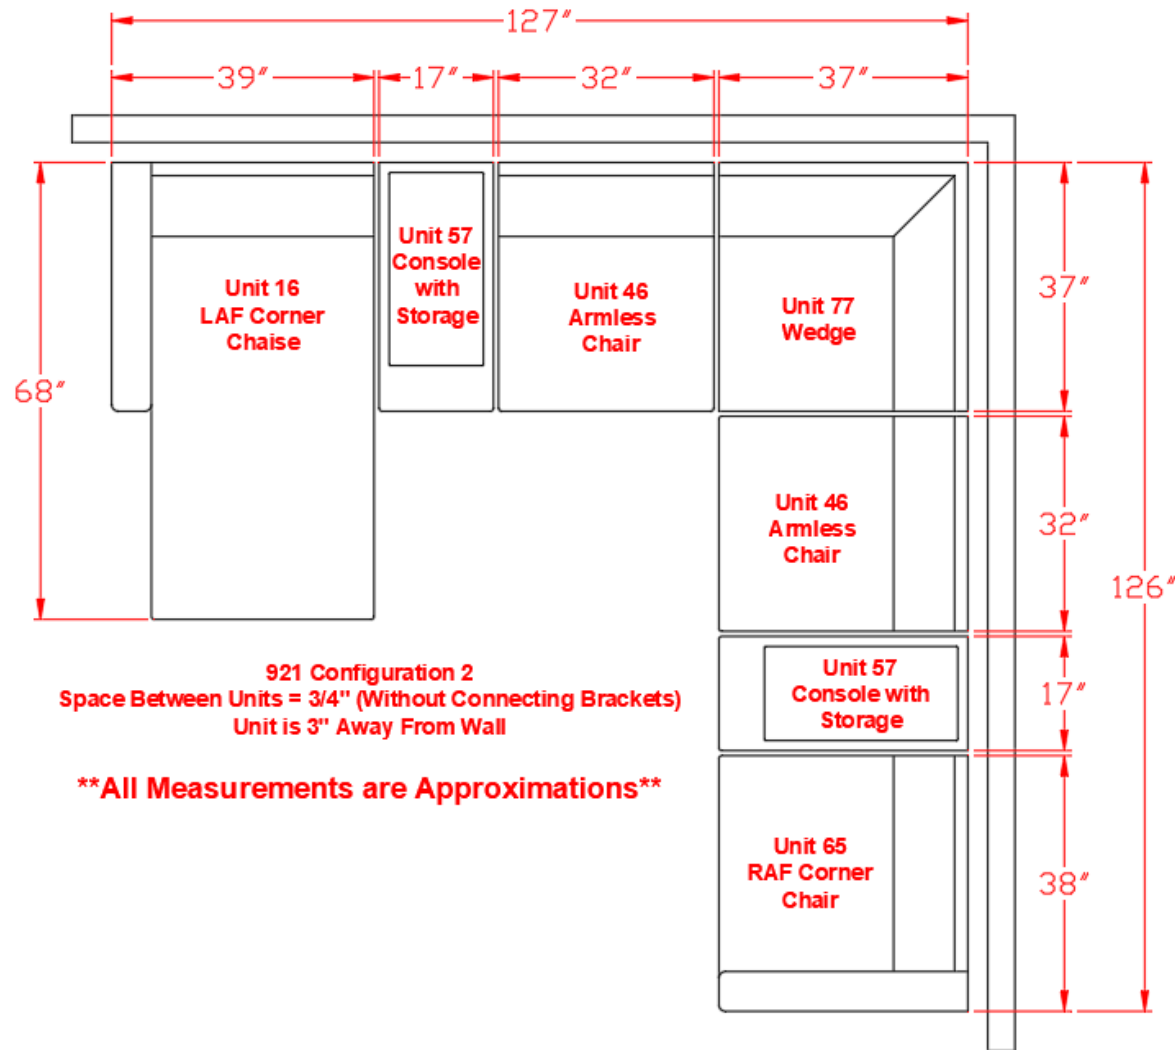 127"
39"
17"
32"
37"
Unit 16
LAF Corner
Chaise
Unit 57
Console
with
Storage
Unit 46
Armless
Chair
Unit 77
Wedge
37"
68"
Unit 46
Armless
Chair
32"
126"
Unit 57
Console with
Storage
17"
921 Configuration 2
Space Between Units = 3/4" (Without Connecting Brackets)
Unit is 3" Away From Wall
**All Measurements are Approximations**
Unit 65
RAF Corner
Chair
38"